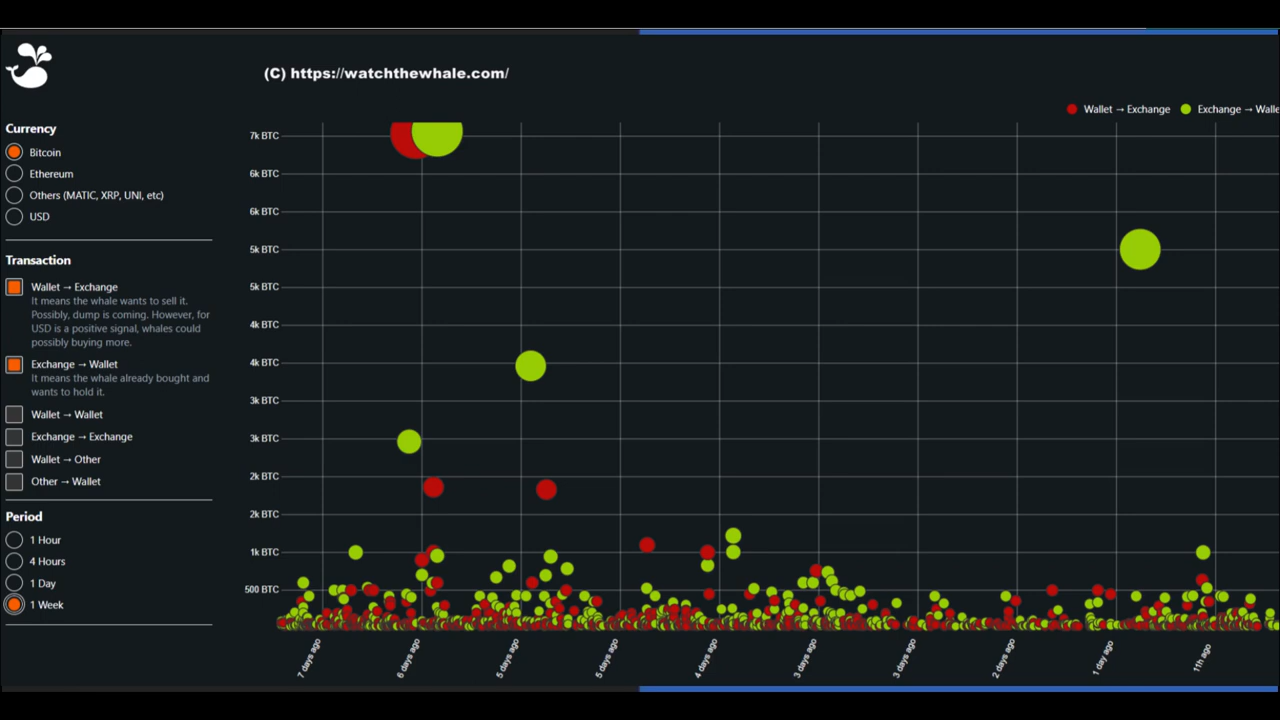 (C) https://watchthewhale.com/
Wallet → Exchange
Exchange → Walle
Currency
Bitcoin
Ethereum
Others (MATIC, XRP, UNI, etc)
USD
Transaction
Wallet → Exchange
It means the whale wants to sell it.
Possibly, dump is coming. However, for
USD is a positive signal, whales could
possibly buying more.
Exchange → Wallet
It means the whale already bought and
wants to hold it.
Wallet → Wallet
Exchange → Exchange
Wallet → Other
Other → Wallet
Period
1 Hour
4 Hours
1 Day
1 Week
7k BTC
6k BTC
6k BTC
5k BTC
5k BTC
4k BTC
4k BTC
3k BTC
3k BTC
2k BTC
2k BTC
1k BTC
500 BTC
7 days ago
6 days ago
5 days ago
5 days ago
4 days ago
3 days ago
3 days ago
2 days ago
1 day ago
11h ago